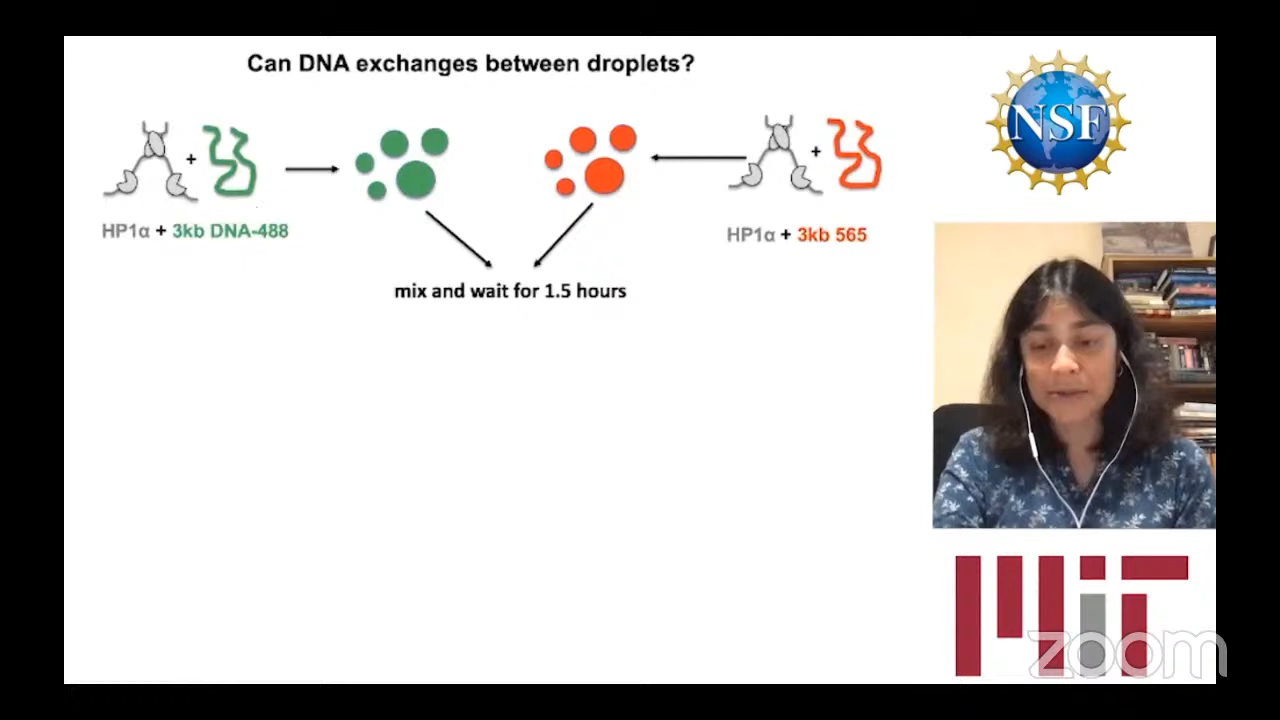 Can DNA exchanges between droplets?
NSF
+
+
HP1α + 3kb DNA-488
HP1α + 3kb 565
mix and wait for 1.5 hours
MIT
zoom